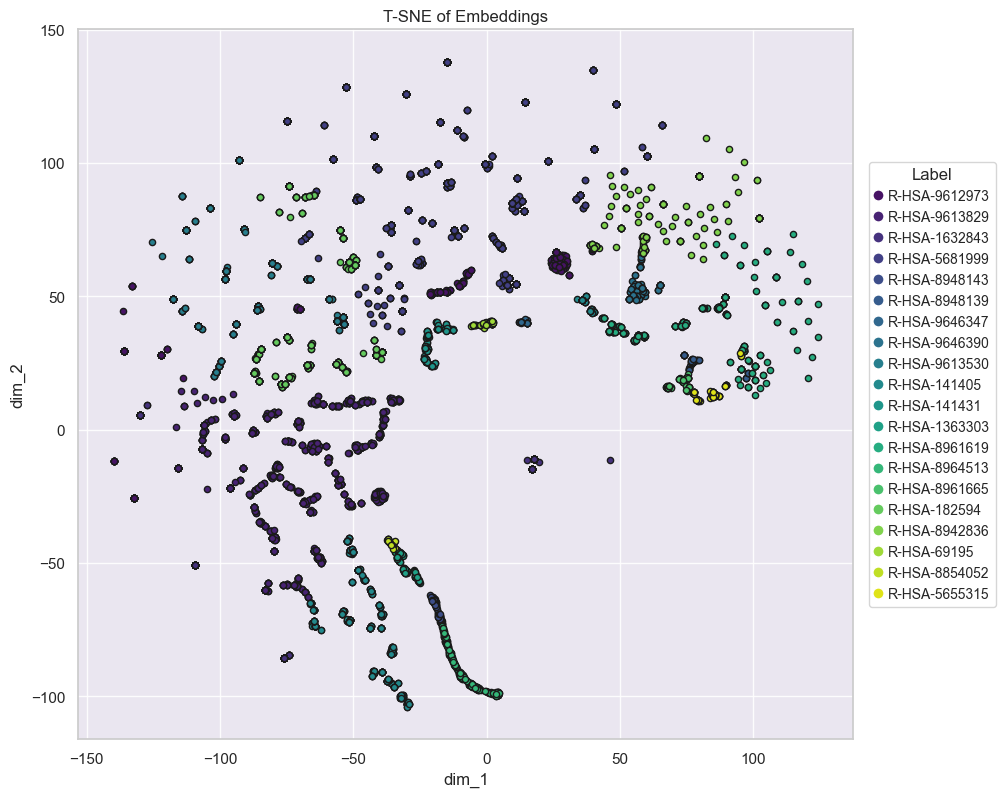 T-SNE of Embeddings
150
100
50
0
−50
−100
dim_2
−150
−100
−50
0
50
100
dim_1
Label
R-HSA-9612973
R-HSA-9613829
R-HSA-1632843
R-HSA-5681999
R-HSA-8948143
R-HSA-8948139
R-HSA-9646347
R-HSA-9646390
R-HSA-9613530
R-HSA-141405
R-HSA-141431
R-HSA-1363303
R-HSA-8961619
R-HSA-8964513
R-HSA-8961665
R-HSA-182594
R-HSA-8942836
R-HSA-69195
R-HSA-8854052
R-HSA-5655315